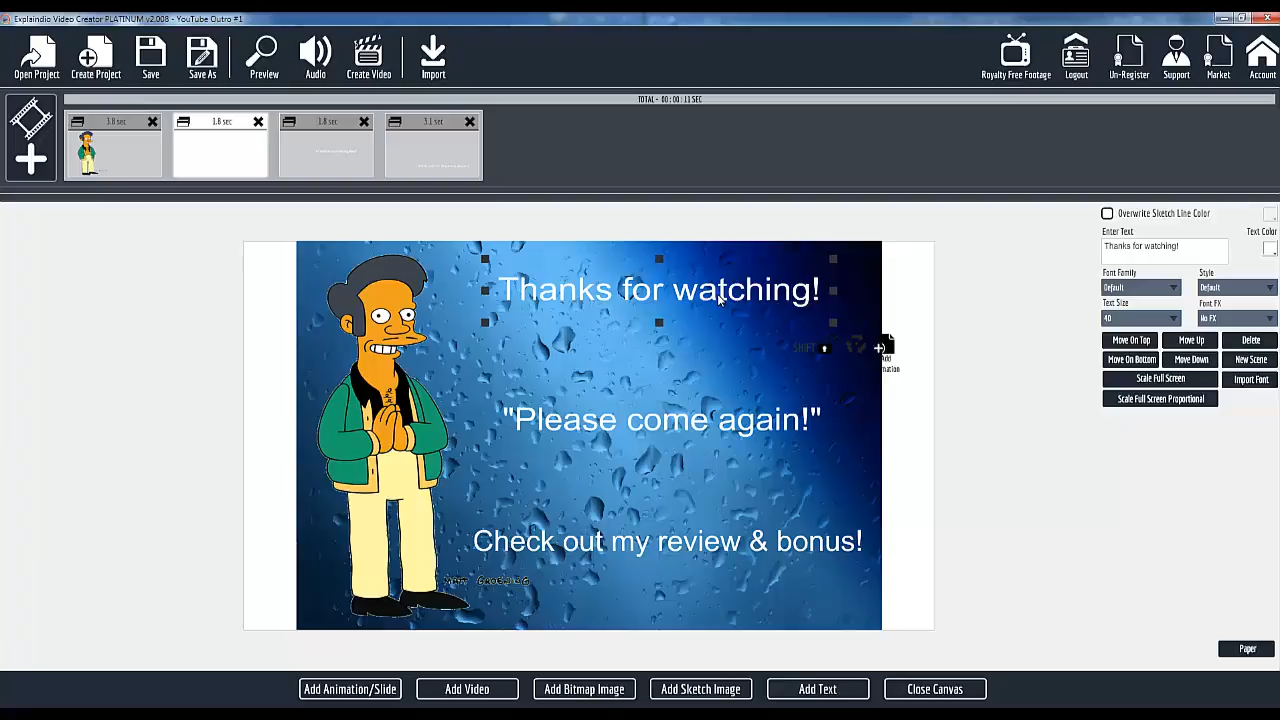 Explaindio Video Creator PLATINUM v2.008 - YouTube Outro #1
Open Project
Create Project
Save
Save As
Preview
Audio
Create Video
Import
Royalty Free Footage
Logout
Un-Register
Support
Market
Account
TOTAL - 00 : 00 : 11 SEC
3.8 sec
1.8 sec
1.8 sec
3.1 sec
Overwrite Sketch Line Color
Enter Text
Text Color
Thanks for watching!
Font Family
Style
Default
Default
Text Size
Font FX
40
No FX
Move On Top
Move Up
Delete
Move On Bottom
Move Down
New Scene
Scale Full Screen
Import Font
Scale Full Screen Proportional
Thanks for watching!
SHIFT
Add
mation
"Please come again!"
Check out my review & bonus!
MATT GROENING
Paper
Add Animation/Slide
Add Video
Add Bitmap Image
Add Sketch Image
Add Text
Close Canvas